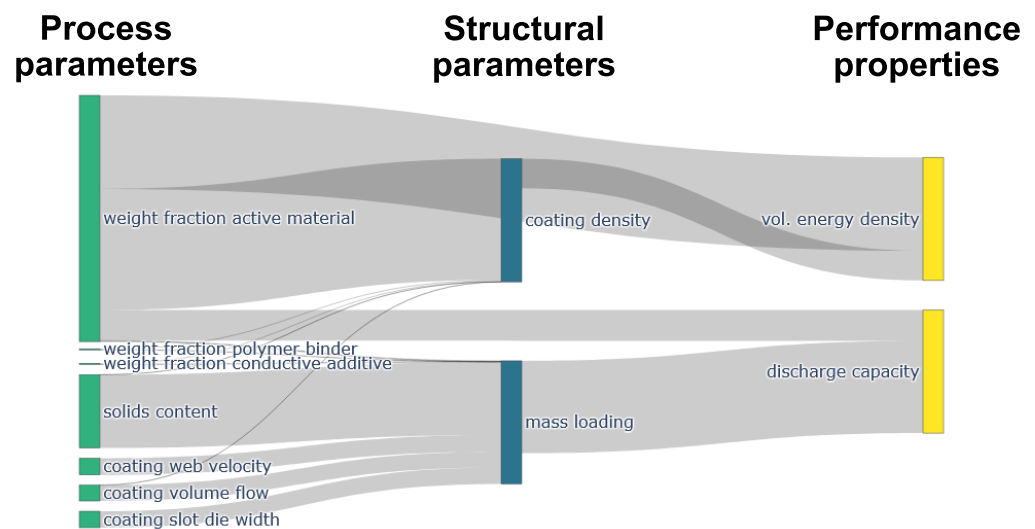 Process
parameters
Structural
parameters
Performance
properties
weight fraction active material
coating density
vol. energy density
weight fraction polymer binder
weight fraction conductive additive
discharge capacity
solids content
mass loading
coating web velocity
coating volume flow
coating slot die width